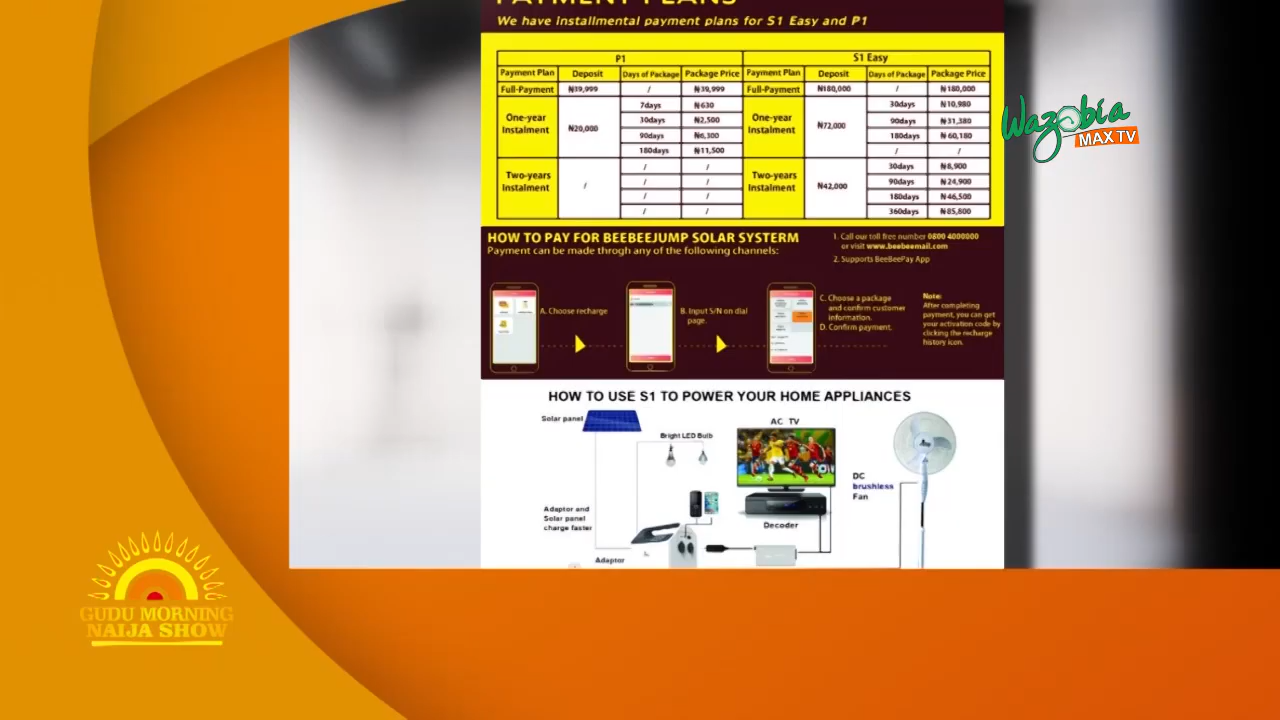 PAYMENT PLANS
We have installmental payment plans for S1 Easy and P1
P1 S1 Easy
Payment Plan Deposit Days of Package Package Price Payment Plan Deposit Days of Package Package Price
Full-Payment ₦39,999 / ₦39,999 Full-Payment ₦180,000 / ₦180,000
One-year Instalment ₦20,000 7days ₦630 One-year Instalment ₦72,000 30days ₦10,980
30days ₦2,500 90days ₦31,380
90days ₦6,300 180days ₦60,180
180days ₦11,500 / /
Two-years Instalment / / / Two-years Instalment ₦42,000 30days ₦8,900
/ / 90days ₦24,900
/ / 180days ₦46,500
/ / 360days ₦85,800
Wazobia
MAX TV
HOW TO PAY FOR BEEBEEJUMP SOLAR SYSTERM
Payment can be made throgh any of the following channels:
1. Call our toll free number 0800 4000000
or visit www.beebeemail.com
2. Supports BeeBeePay App
A. Choose recharge
B. Input S/N on dial
page.
C. Choose a package
and confirm customer
information.
D. Confirm payment.
Note:
After completing
payment, you can get
your activation code by
clicking the recharge
history icon.
HOW TO USE S1 TO POWER YOUR HOME APPLIANCES
Solar panel
Bright LED Bulb
AC TV
DC
brushless
Fan
Adaptor and
Solar panel
charge faster
Decoder
Adaptor
GUDU MORNING
NAIJA SHOW